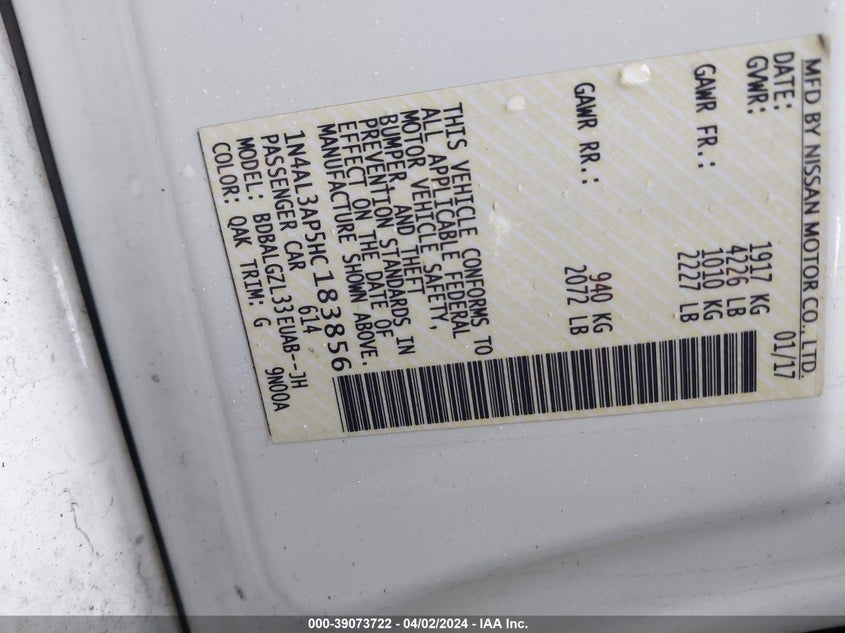 MFD BY NISSAN MOTOR CO., LTD.
DATE: 01/17
GVWR: 1917 KG
4226 LB
GAWR FR.: 1010 KG
2227 LB
GAWR RR.: 940 KG
2072 LB
THIS VEHICLE CONFORMS TO
ALL APPLICABLE FEDERAL
MOTOR VEHICLE SAFETY,
BUMPER, AND THEFT
PREVENTION STANDARDS IN
EFFECT ON THE DATE OF
MANUFACTURE SHOWN ABOVE.
1N4AL3AP5HC183856
PASSENGER CAR 614
MODEL: BDBALGZL33EUAB--JH
COLOR: QAK TRIM: G 9N00A
000-39073722 - 04/02/2024 - IAA Inc.